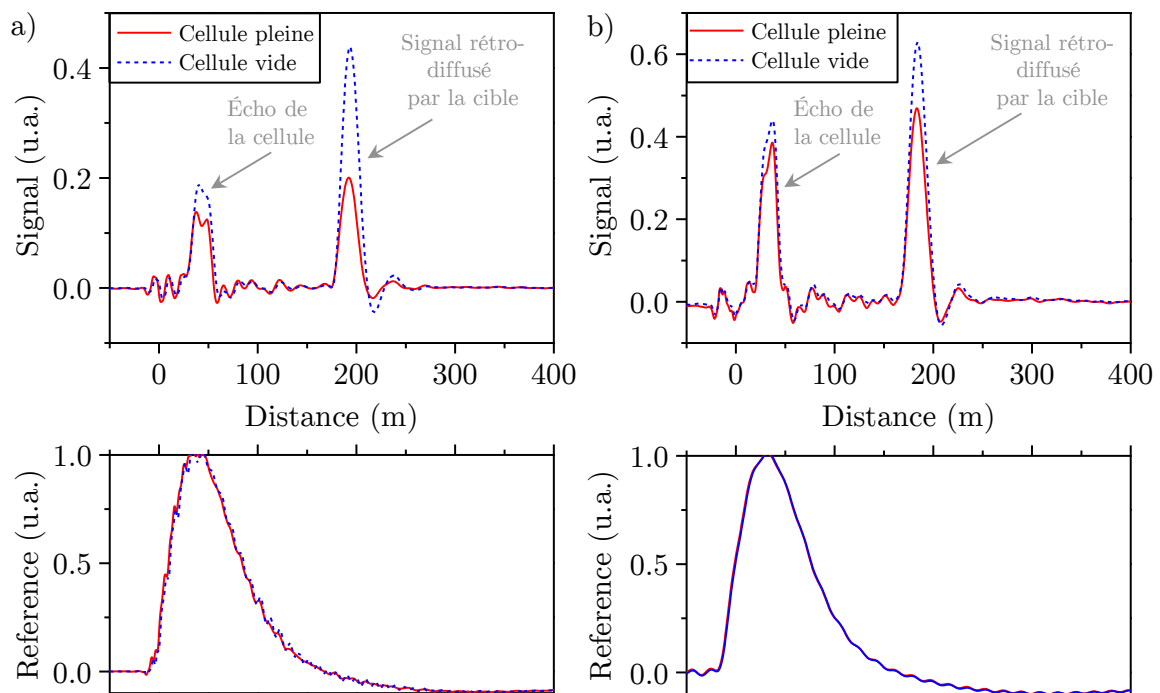 a)
Cellule pleine
Cellule vide
Signal rétro-
diffusé
par la cible
Écho de
la cellule
Signal (u.a.)
0.4
0.2
0.0
0
100
200
300
400
Distance (m)
Reference (u.a.)
1.0
0.5
0.0
b)
Cellule pleine
Cellule vide
Signal rétro-
diffusé
par la cible
Écho de
la cellule
Signal (u.a.)
0.6
0.4
0.2
0.0
0
100
200
300
400
Distance (m)
Reference (u.a.)
1.0
0.5
0.0